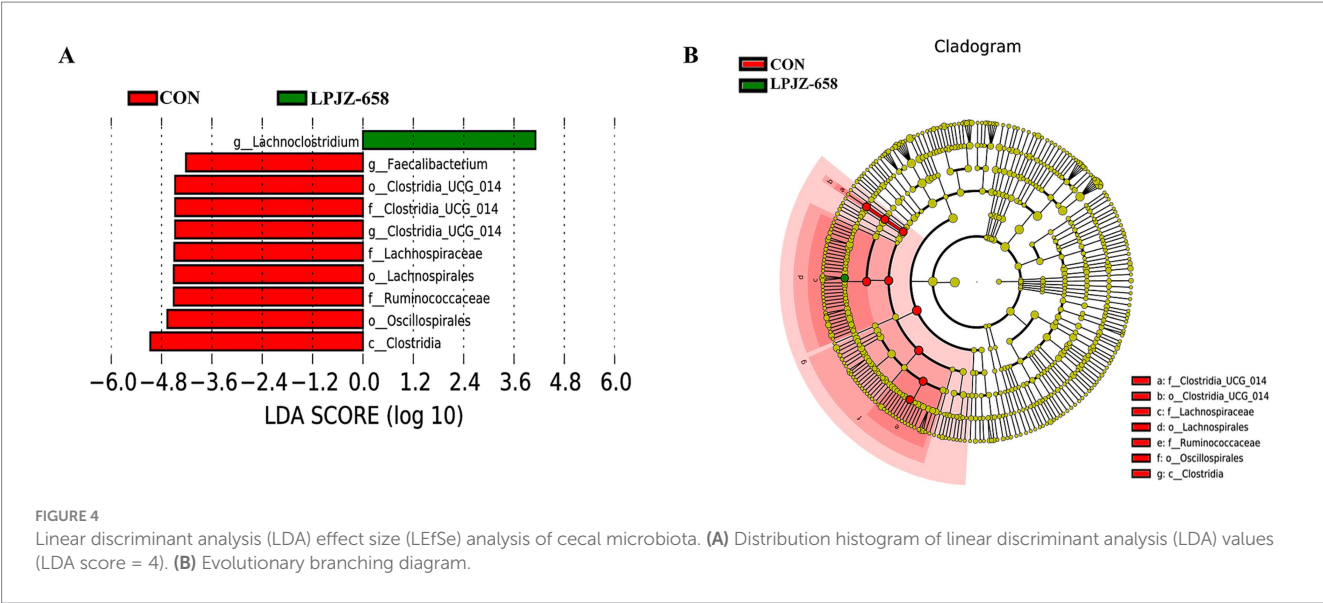 A
CON
LPJZ-658
g__Lachnoclostridium
g__Faecalibacterium
o__Clostridia_UCG_014
f__Clostridia_UCG_014
g__Clostridia_UCG_014
f__Lachnospiraceae
o__Lachnospirales
f__Ruminococcaceae
o__Oscillospirales
c__Clostridia
−6.0 −4.8 −3.6 −2.4 −1.2 0.0 1.2 2.4 3.6 4.8 6.0
LDA SCORE (log 10)
B
Cladogram
CON
LPJZ-658
b
a
d
c
g
f
e
a: f__Clostridia_UCG_014
b: o__Clostridia_UCG_014
c: f__Lachnospiraceae
d: o__Lachnospirales
e: f__Ruminococcaceae
f: o__Oscillospirales
g: c__Clostridia
FIGURE 4
Linear discriminant analysis (LDA) effect size (LEfSe) analysis of cecal microbiota. (A) Distribution histogram of linear discriminant analysis (LDA) values
(LDA score = 4). (B) Evolutionary branching diagram.